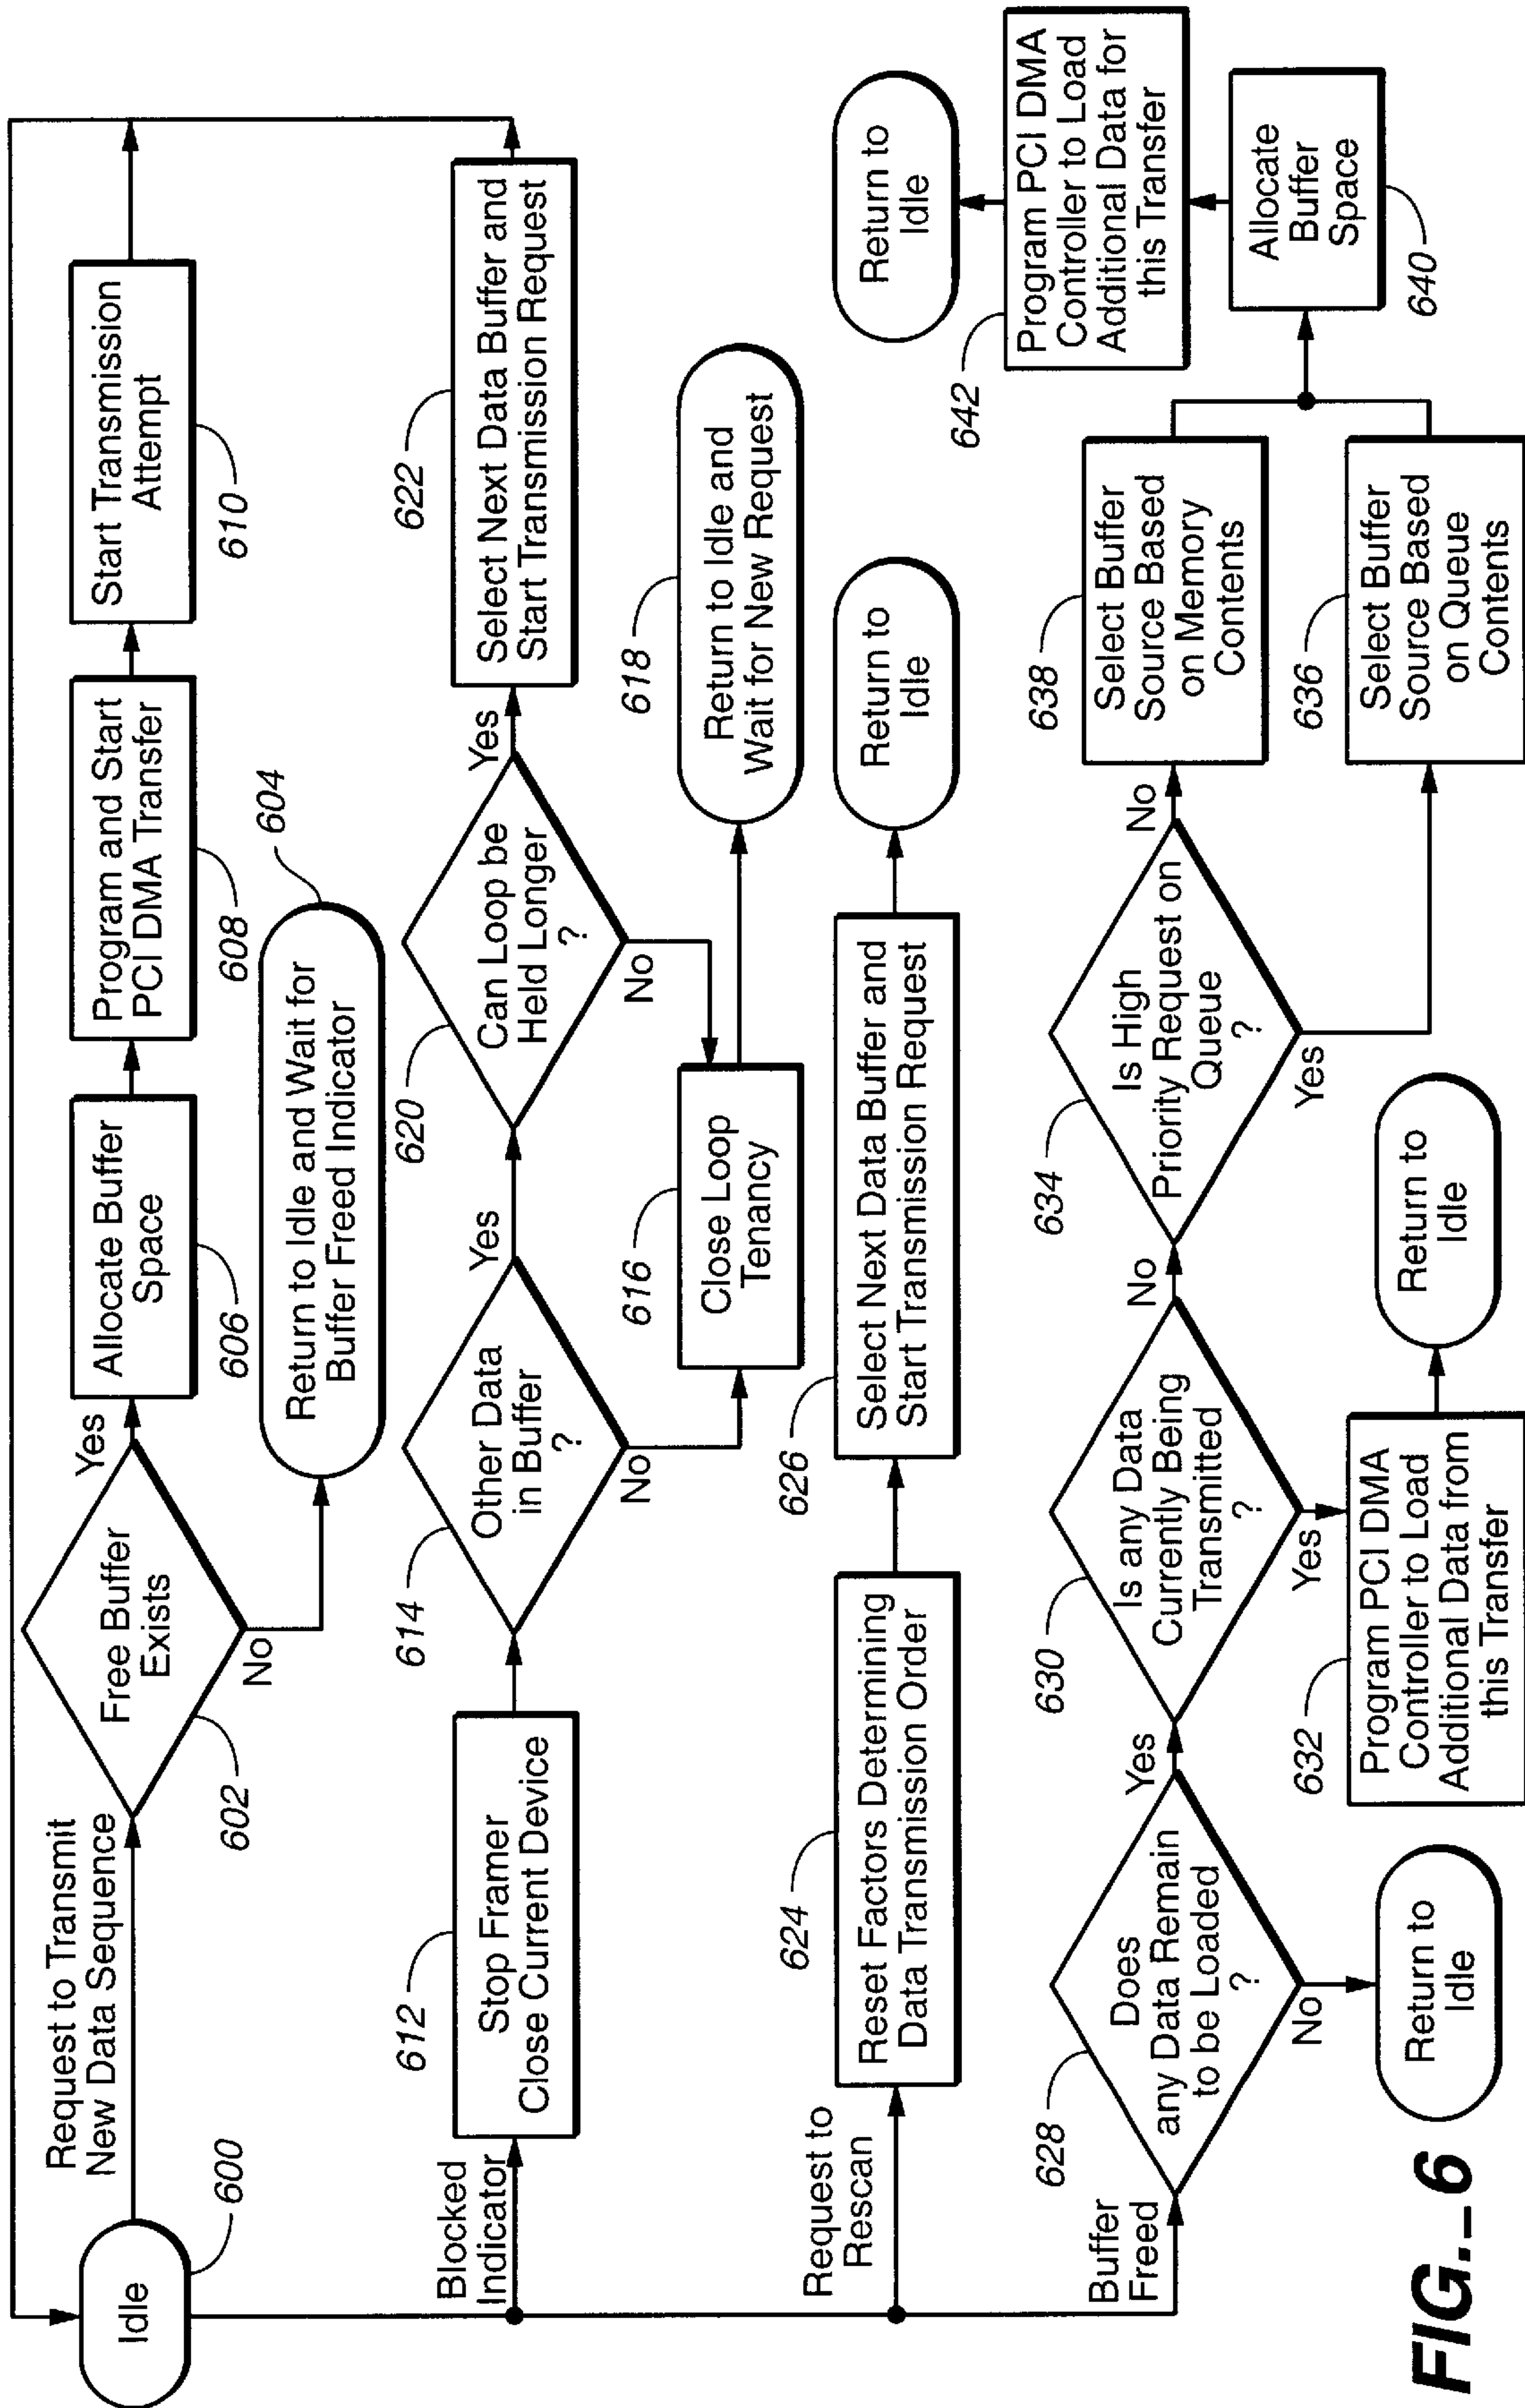 Idle
600
Request to Transmit
New Data Sequence
Free Buffer
Exists
602
Yes
No
Allocate Buffer
Space
606
Program and Start
PCI DMA Transfer
608
Start Transmission
Attempt
610
Return to Idle and Wait for
Buffer Freed Indicator
604
Blocked
Indicator
612
Stop Framer
Close Current Device
614
Other Data
in Buffer
?
Yes
No
620
Can Loop be
Held Longer
?
Yes
No
622
Select Next Data Buffer and
Start Transmission Request
616
Close Loop
Tenancy
618
Return to Idle and
Wait for New Request
Request to
Rescan
624
Reset Factors Determining
Data Transmission Order
626
Select Next Data Buffer and
Start Transmission Request
Return to
Idle
Buffer
Freed
628
Does
any Data Remain
to be Loaded
?
Yes
No
Return to
Idle
630
Is any Data
Currently Being
Transmitted
?
No
Yes
632
Program PCI DMA
Controller to Load
Additional Data from
this Transfer
Return to
Idle
634
Is High
Priority Request on
Queue
?
No
Yes
638
Select Buffer
Source Based
on Memory
Contents
636
Select Buffer
Source Based
on Queue
Contents
Allocate
Buffer
Space
640
642
Program PCI DMA
Controller to Load
Additional Data for
this Transfer
Return to
Idle
FIG._6